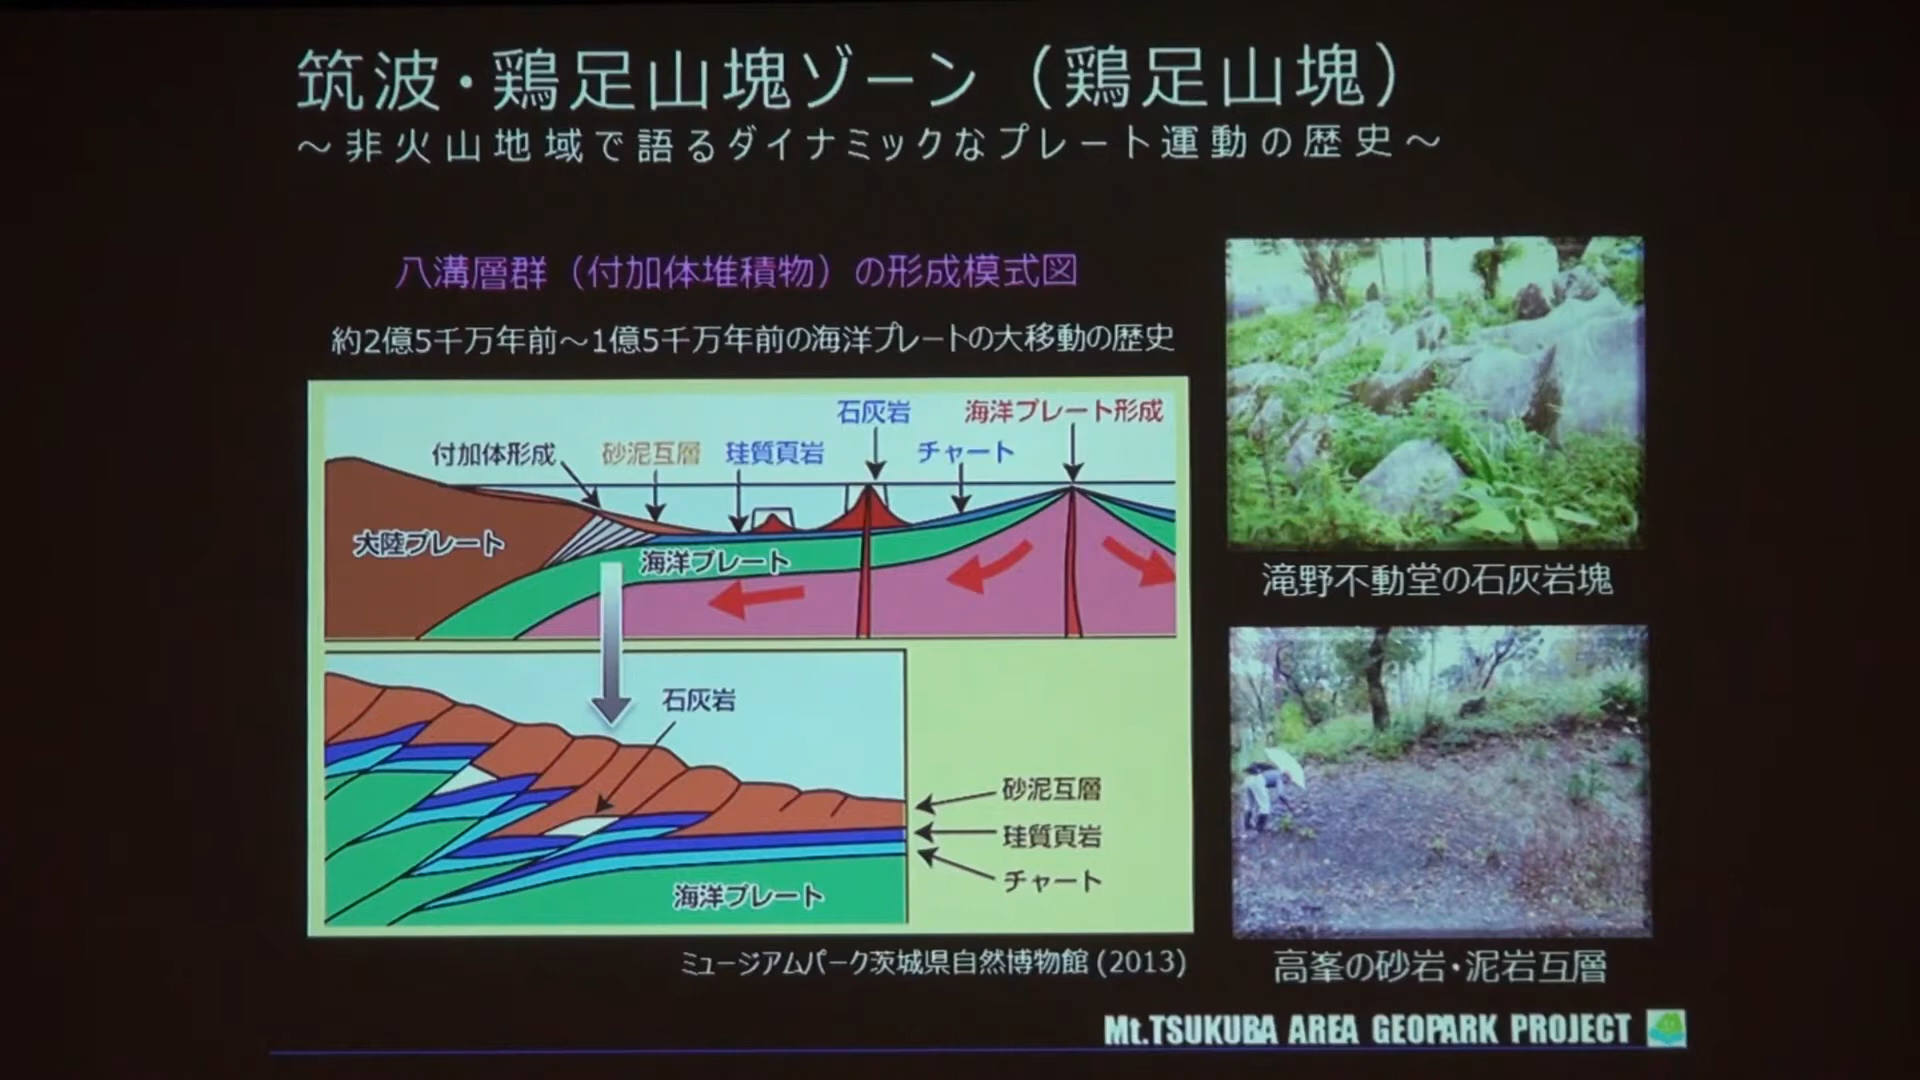 筑波・鶏足山塊ゾーン（鶏足山塊）
～非火山地域で語るダイナミックなプレート運動の歴史～
八溝層群（付加体堆積物）の形成模式図
約2億5千万年前～1億5千万年前の海洋プレートの大移動の歴史
石灰岩
海洋プレート形成
付加体形成
砂泥互層
珪質頁岩
チャート
大陸プレート
海洋プレート
石灰岩
砂泥互層
珪質頁岩
チャート
海洋プレート
ミュージアムパーク茨城県自然博物館 (2013)
滝野不動堂の石灰岩塊
高峯の砂岩・泥岩互層
Mt.TSUKUBA AREA GEOPARK PROJECT